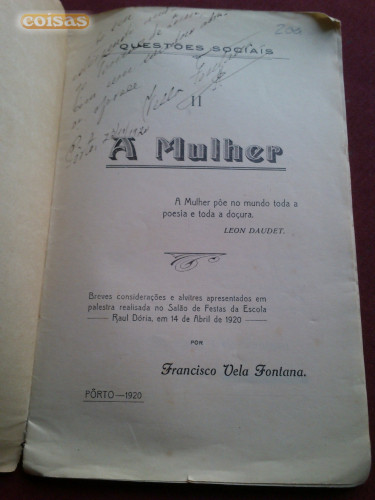 coisas
200
QUESTÕES SOCIAIS
II
A Mulher
A Mulher põe no mundo toda a
poesia e toda a doçura.
LEON DAUDET.
Breves considerações e alvitres apresentados em
palestra realisada no Salão de Festas da Escola
Raul Dória, em 14 de Abril de 1920
POR
Francisco Vela Fontana.
PÔRTO—1920